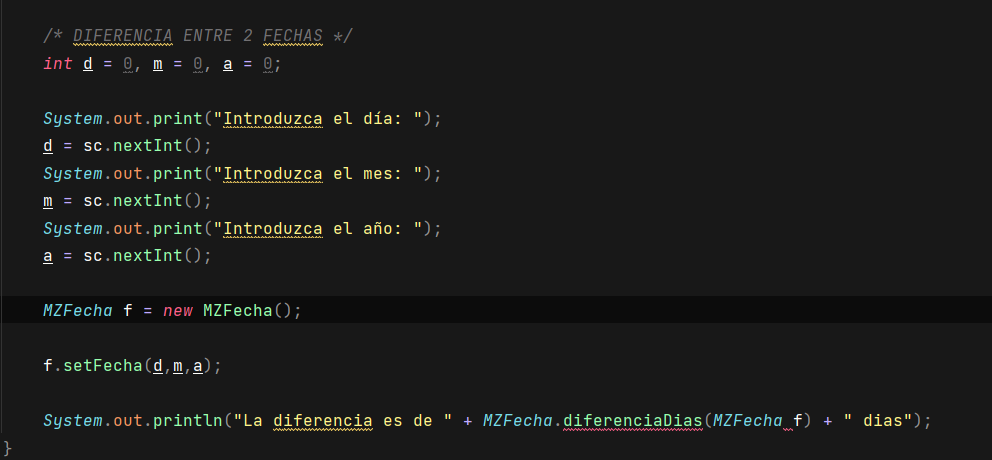 /* DIFERENCIA ENTRE 2 FECHAS */
int d = 0, m = 0, a = 0;
System.out.print("Introduzca el día: ");
d = sc.nextInt();
System.out.print("Introduzca el mes: ");
m = sc.nextInt();
System.out.print("Introduzca el año: ");
a = sc.nextInt();
MZFecha f = new MZFecha();
f.setFecha(d,m,a);
System.out.println("La diferencia es de " + MZFecha.diferenciaDias(MZFecha f) + " dias");
}